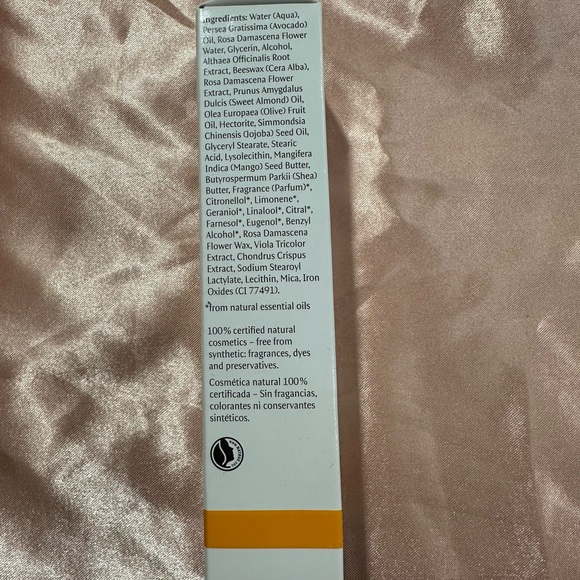 Ingredients: Water (Aqua),
Persea Gratissima (Avocado)
Oil, Rosa Damascena Flower
Water, Glycerin, Alcohol,
Althaea Officinalis Root
Extract, Beeswax (Cera Alba),
Rosa Damascena Flower
Extract, Prunus Amygdalus
Dulcis (Sweet Almond) Oil,
Olea Europaea (Olive) Fruit
Oil, Hectorite, Simmondsia
Chinensis (Jojoba) Seed Oil,
Glyceryl Stearate, Stearic
Acid, Lysolecithin, Mangifera
Indica (Mango) Seed Butter,
Butyrospermum Parkii (Shea)
Butter, Fragrance (Parfum)*,
Citronellol*, Limonene*,
Geraniol*, Linalool*, Citral*,
Farnesol*, Eugenol*, Benzyl
Alcohol*, Rosa Damascena
Flower Wax, Viola Tricolor
Extract, Chondrus Crispus
Extract, Sodium Stearoyl
Lactylate, Lecithin, Mica, Iron
Oxides (CI 77491).
*from natural essential oils
100% certified natural
cosmetics – free from
synthetic: fragrances, dyes
and preservatives.
Cosmética natural 100%
certificada – Sin fragancias,
colorantes ni conservantes
sintéticos.